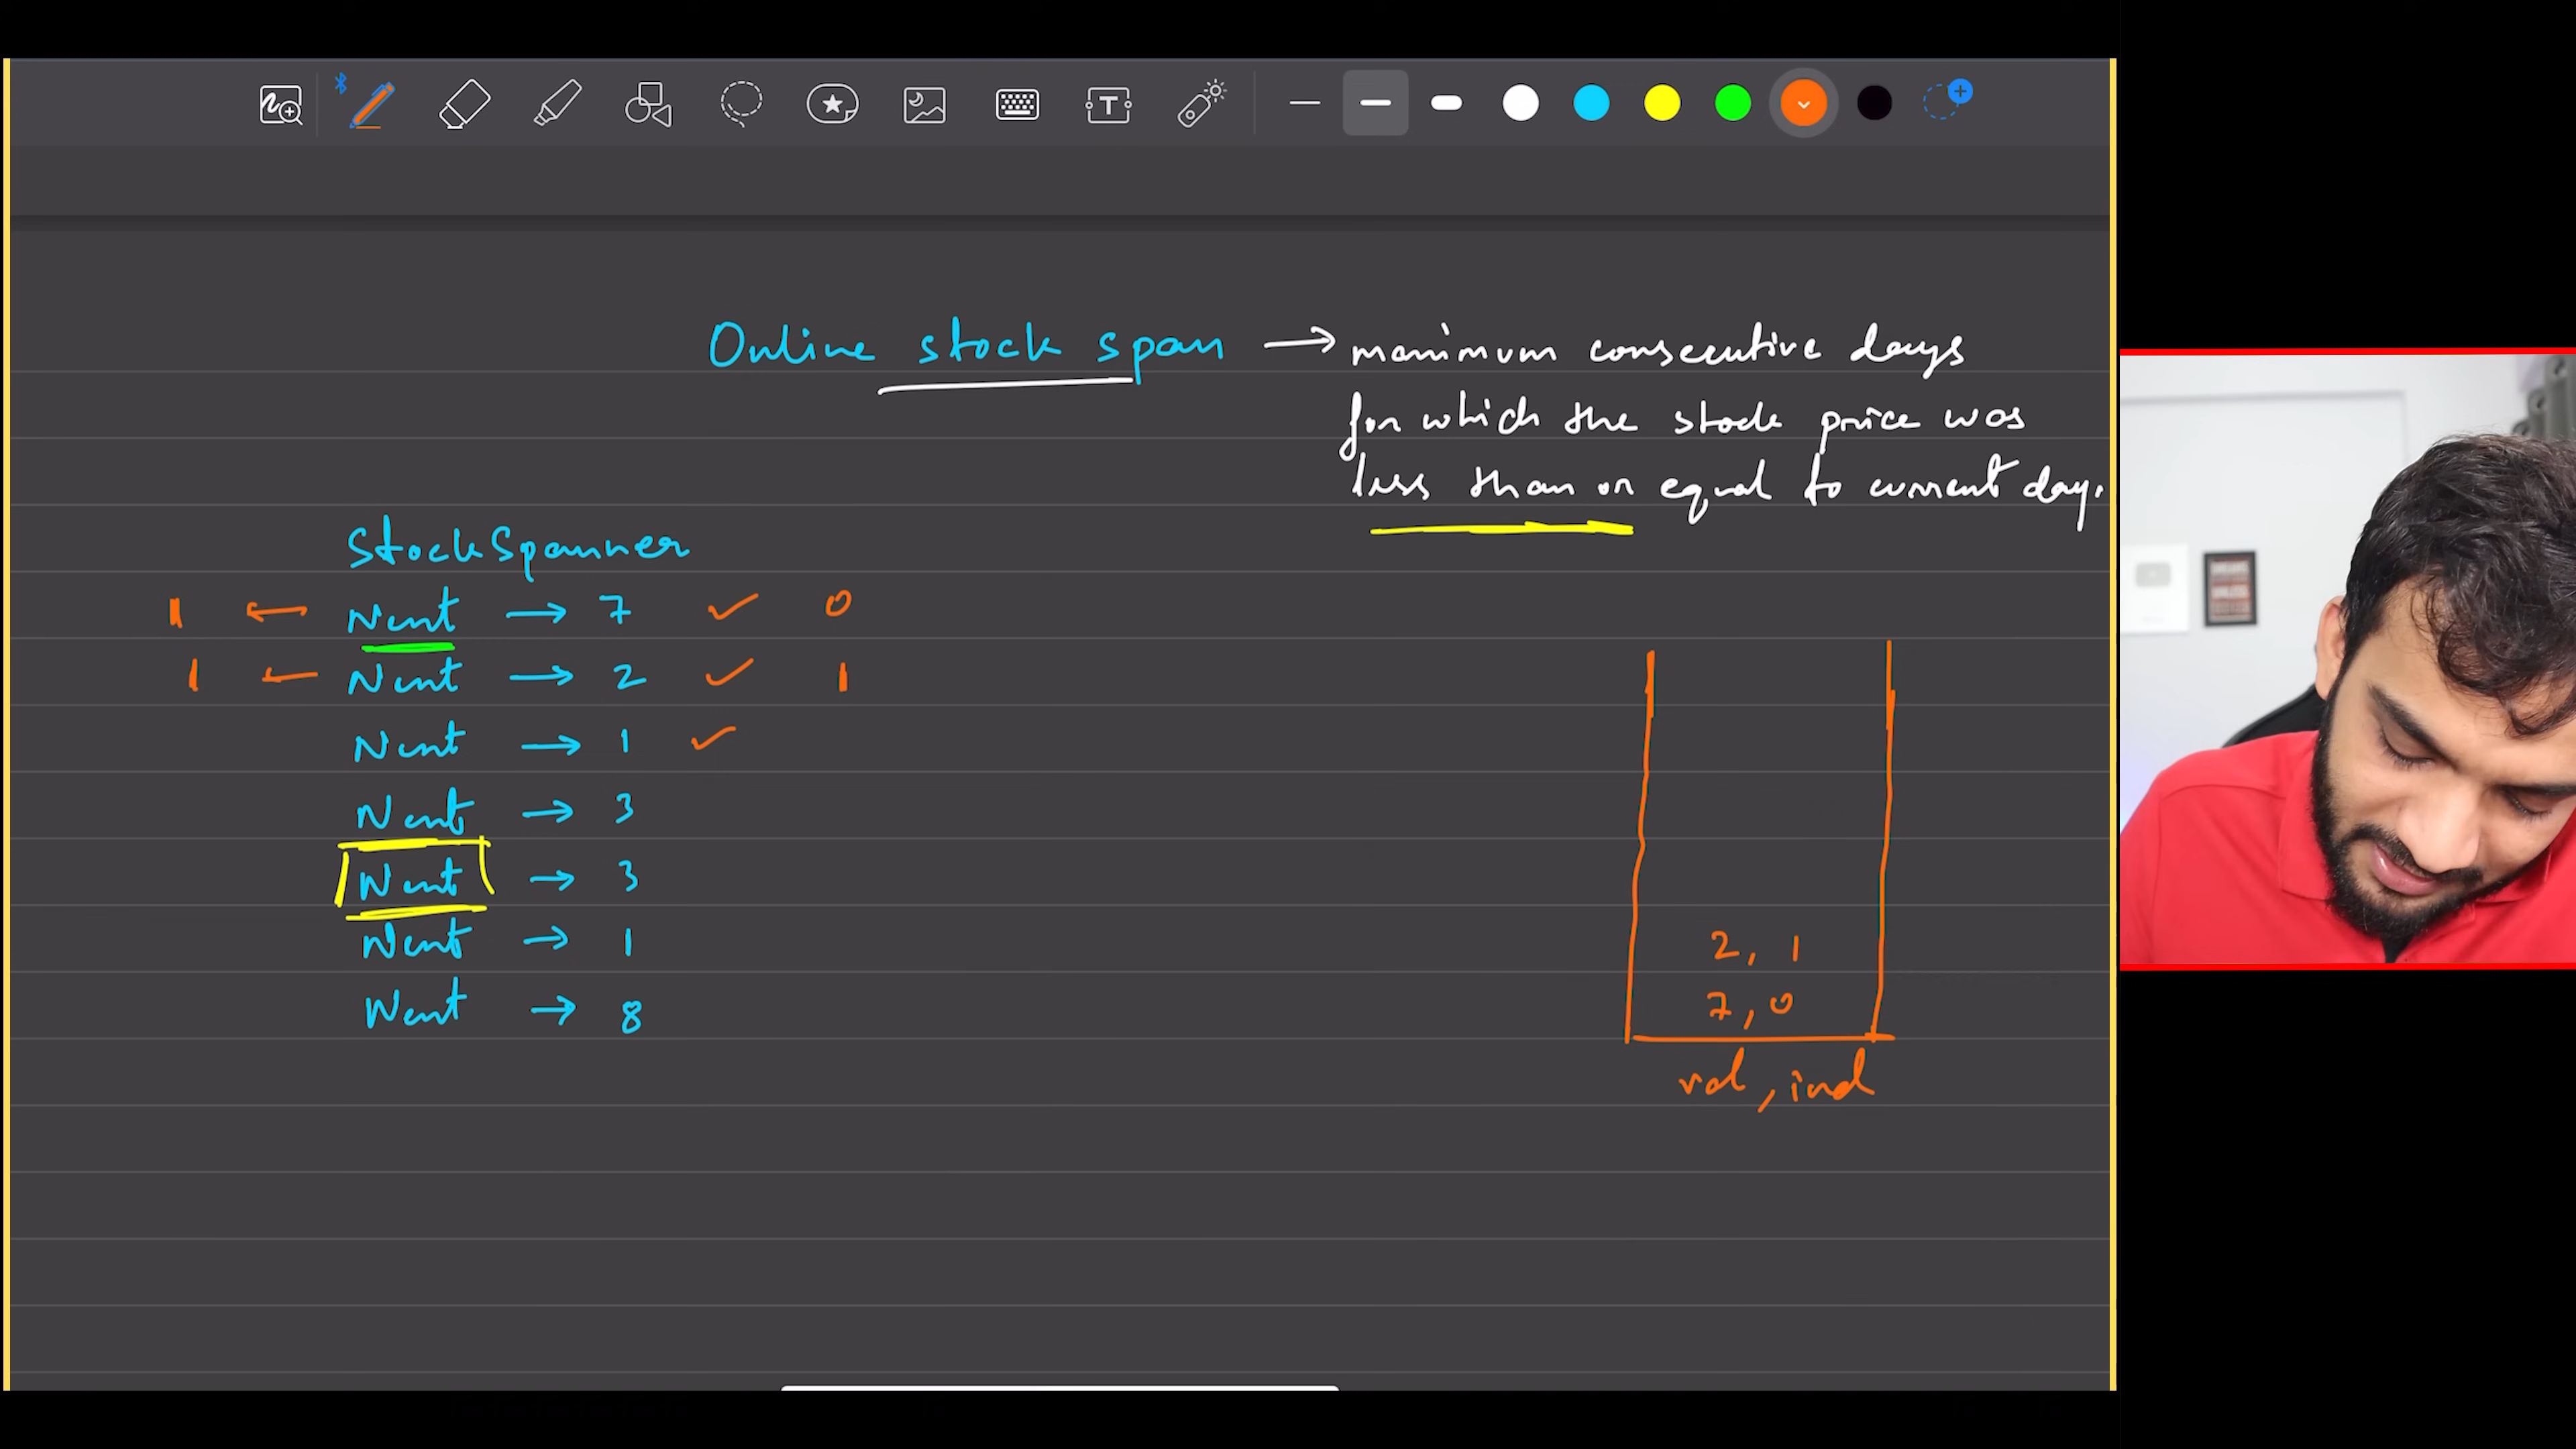 Online stock span → maximum consecutive days
for which the stock price was
less than or equal to current day.
StockSpanner
1 ← Next → 7 ✓ 0
1 ← Next → 2 ✓ 1
Next → 1 ✓
Next → 3
Next → 3
Next → 1
Next → 8
2, 1
7, 0
val, ind